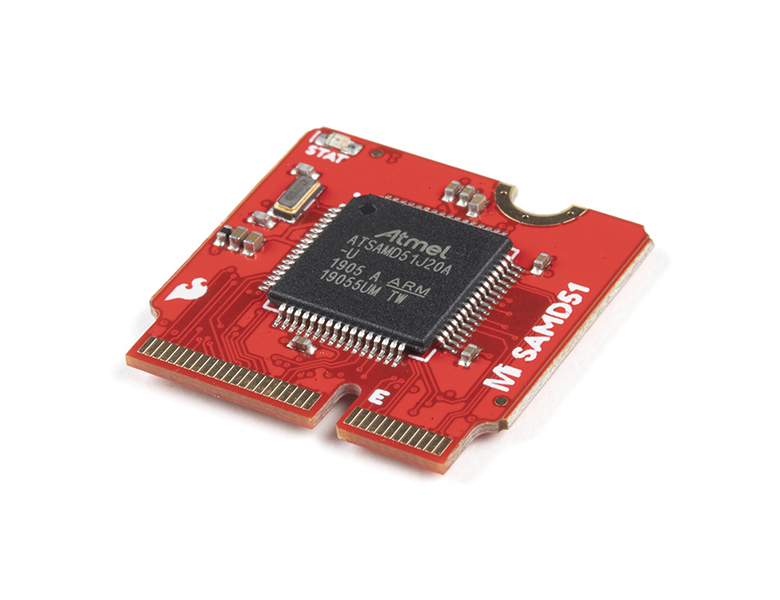 STAT
Atmel
ATSAMD51J20A
-U
1905 A ARM
19055UM TW
E
M SAMD51